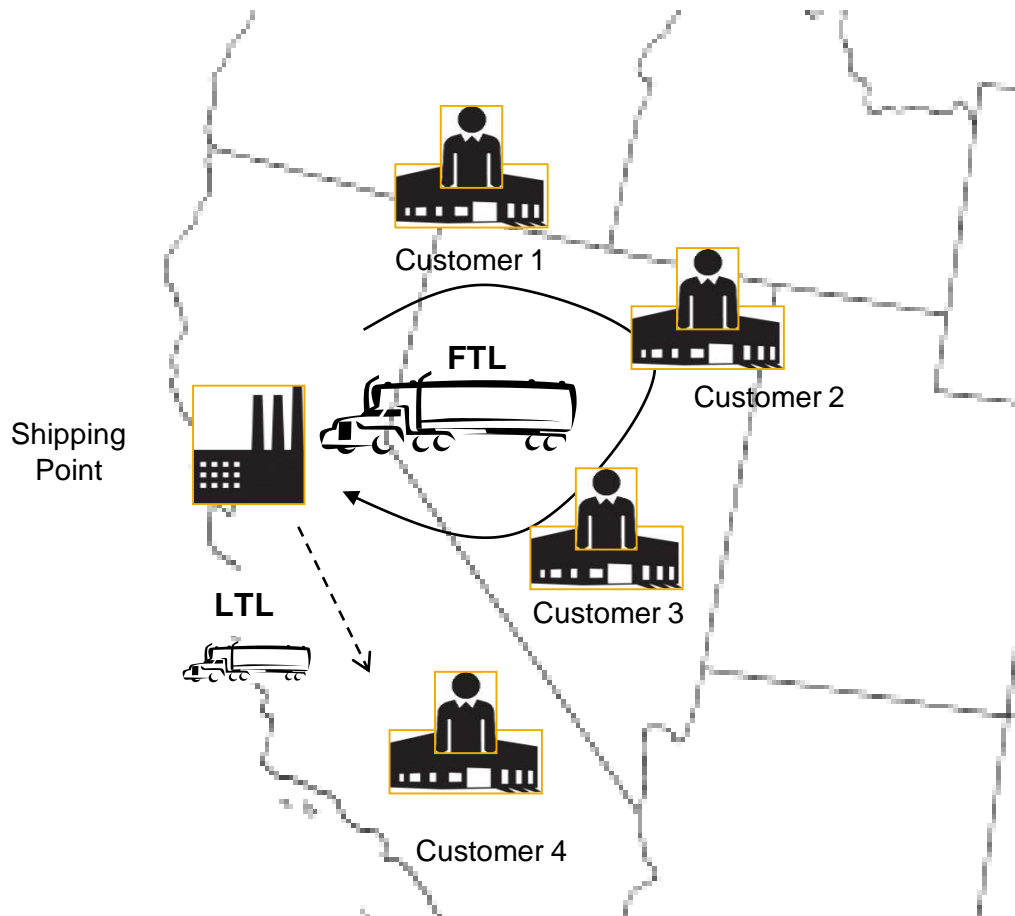 Customer 1
FTL
Customer 2
Shipping
Point
Customer 3
LTL
Customer 4